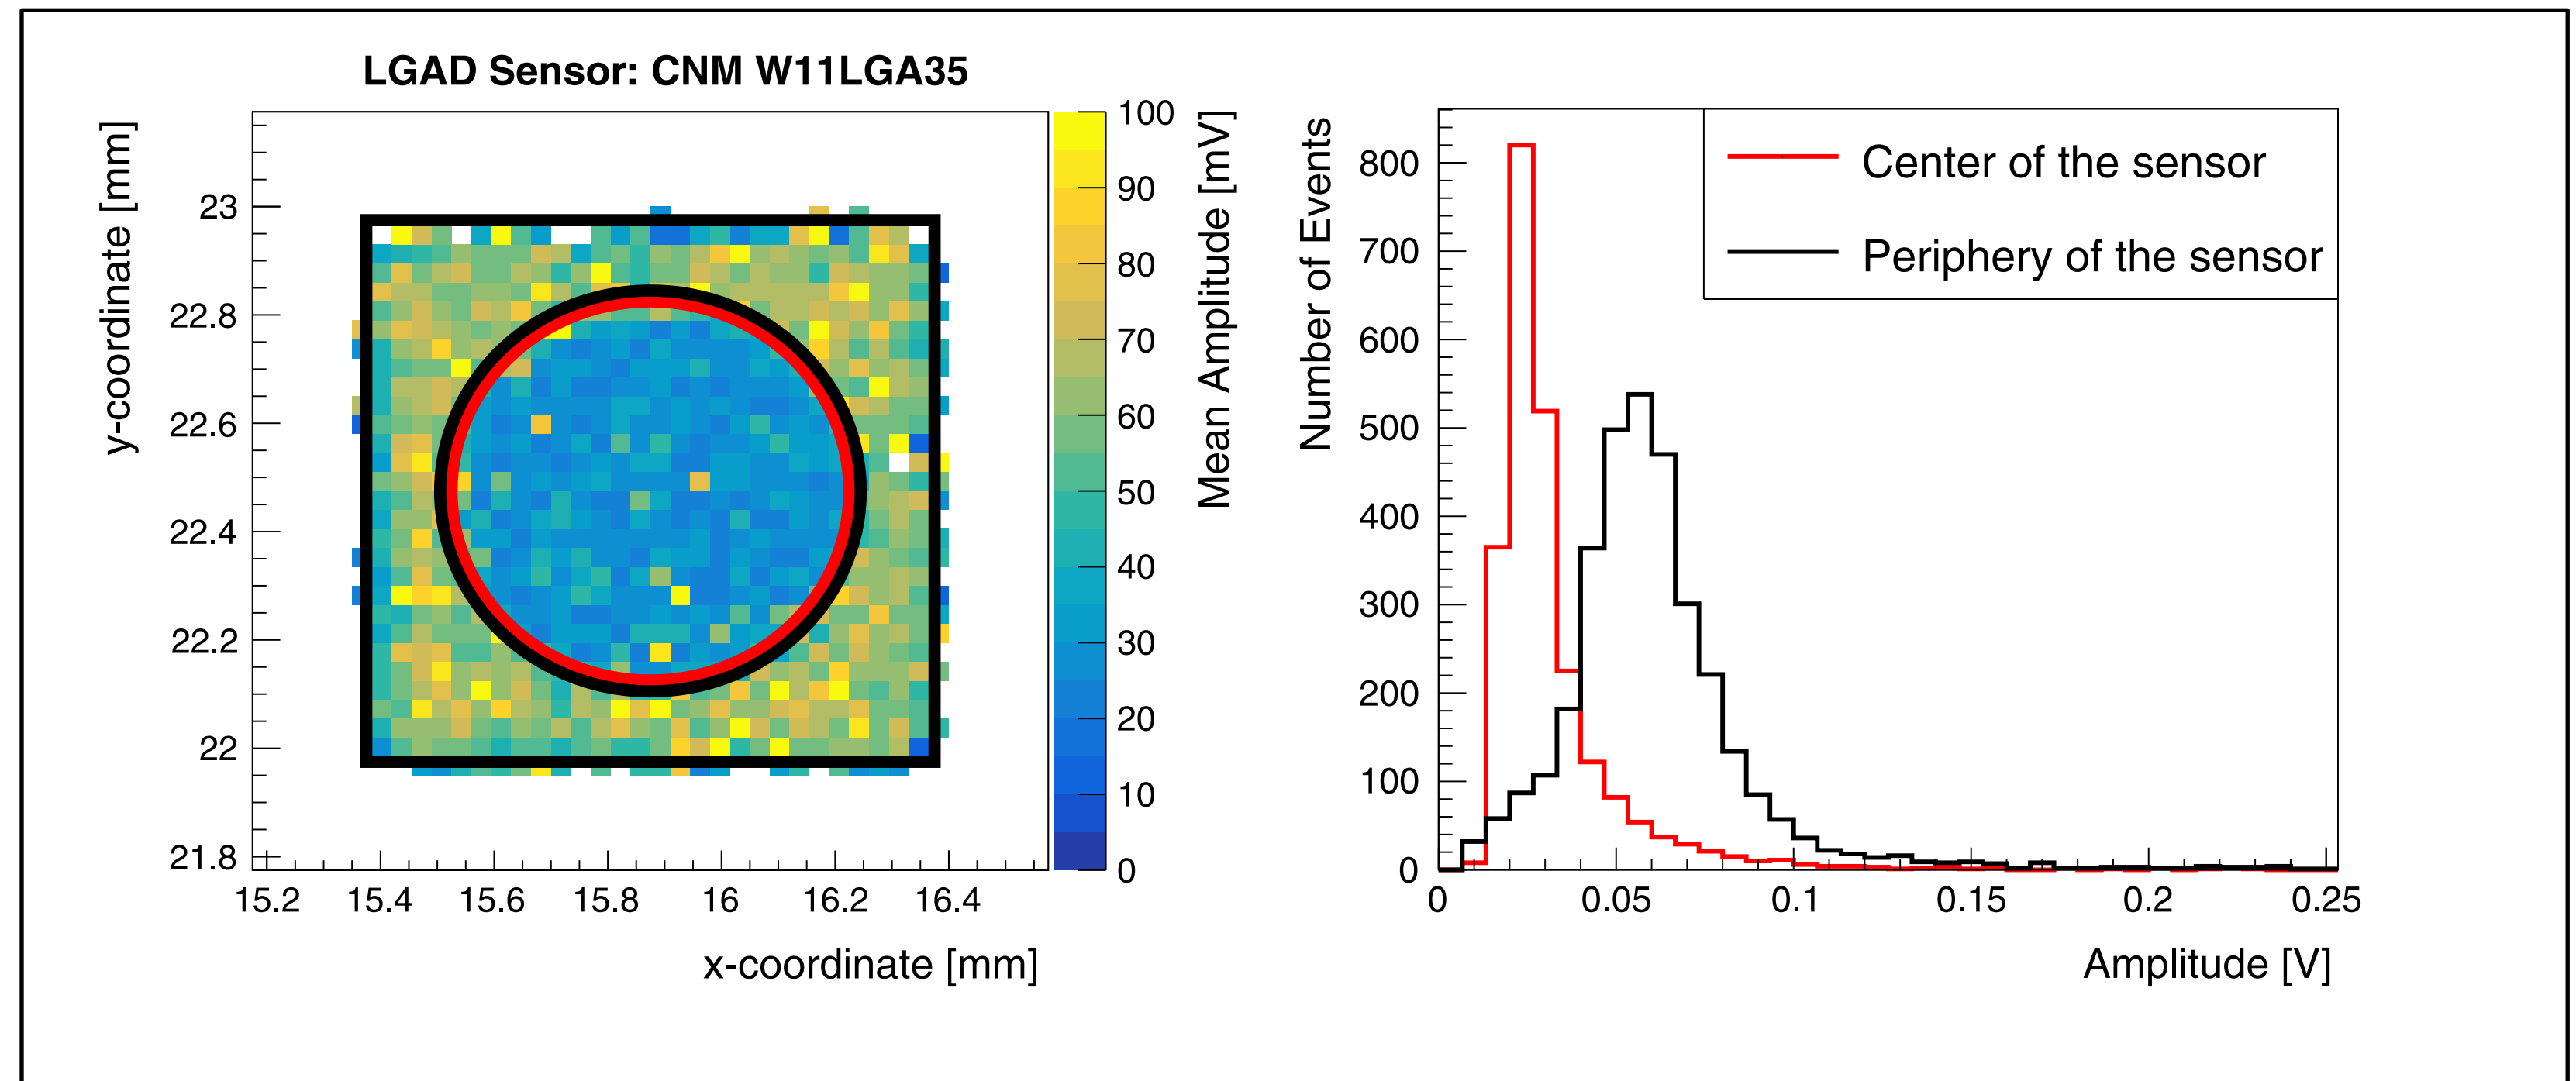 LGAD Sensor: CNM W11LGA35
y-coordinate [mm]
23
22.8
22.6
22.4
22.2
22
21.8
15.2 15.4 15.6 15.8 16 16.2 16.4
x-coordinate [mm]
100
90
80
70
60
50
40
30
20
10
0
Mean Amplitude [mV]
Number of Events
800
700
600
500
400
300
200
100
0
Center of the sensor
Periphery of the sensor
0 0.05 0.1 0.15 0.2 0.25
Amplitude [V]